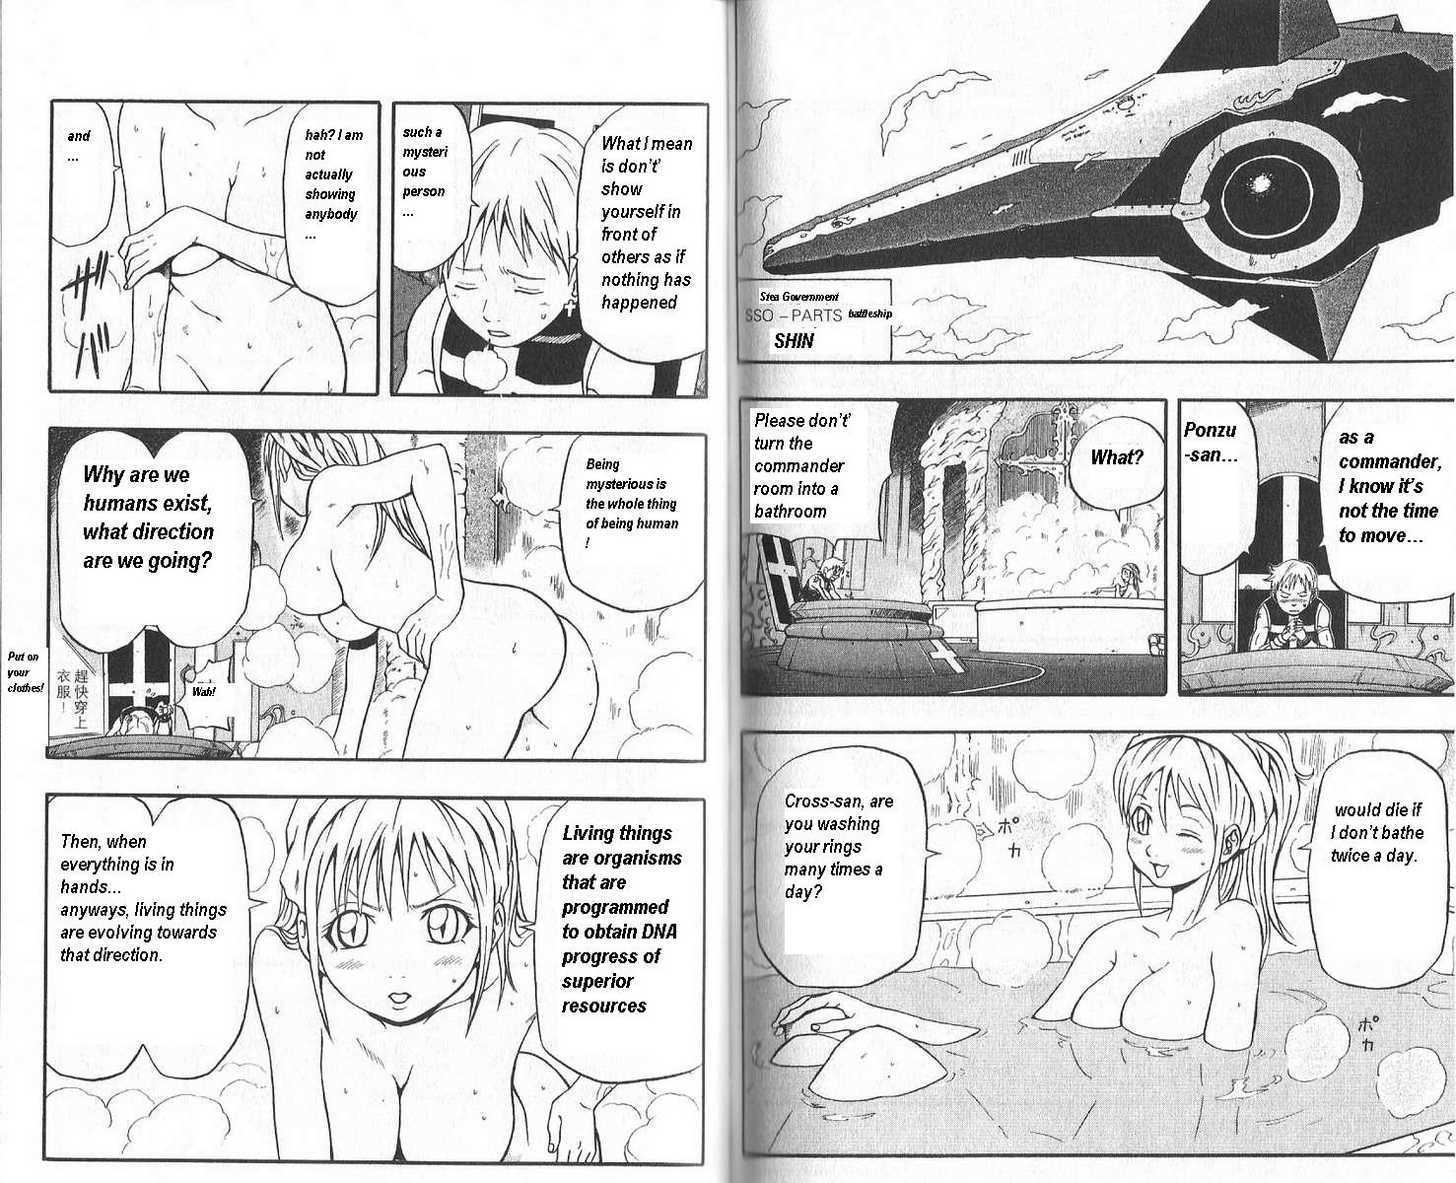 Stea Government
SSO-PARTS battleship
SHIN
as a
commander,
I know it's
not the time
to move...
Ponzu
-san...
What?
Please don't'
turn the
commander
room into a
bathroom
would die if
I don't bathe
twice a day.
ポ
カ
Cross-san, are
you washing
your rings
many times a
day?
ポ
カ
What I mean
is don't'
show
yourself in
front of
others as if
nothing has
happened
such a
mysteri
ous
person
...
hah? I am
not
actually
showing
anybody
...
and
...
ザ
バ
Being
mysterious is
the whole thing
of being human
!
Why are we
humans exist,
what direction
are we going?
Wah!
趕快穿上
衣服！
Put on
your
clothes!
Living things
are organisms
that are
programmed
to obtain DNA
progress of
superior
resources
Then, when
everything is in
hands...
anyways, living things
are evolving towards
that direction.